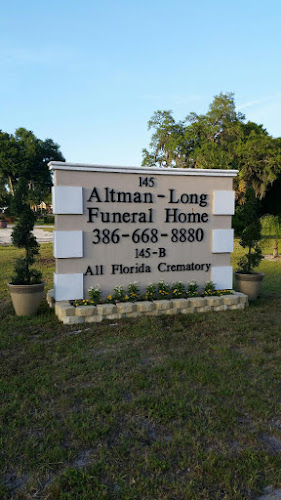 145
Altman - Long
Funeral Home
386-668-8880
145-B
All Florida Crematory